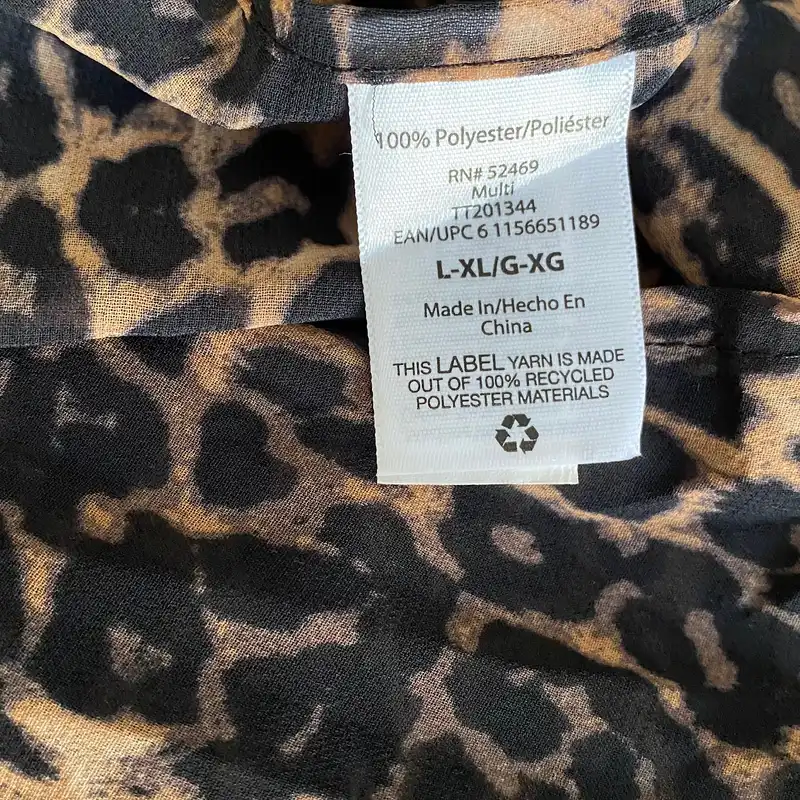 100% Polyester/Poliéster
RN# 52469
Multi
TT201344
EAN/UPC 6 1156651189
L-XL/G-XG
Made In/Hecho En
China
THIS LABEL YARN IS MADE
OUT OF 100% RECYCLED
POLYESTER MATERIALS